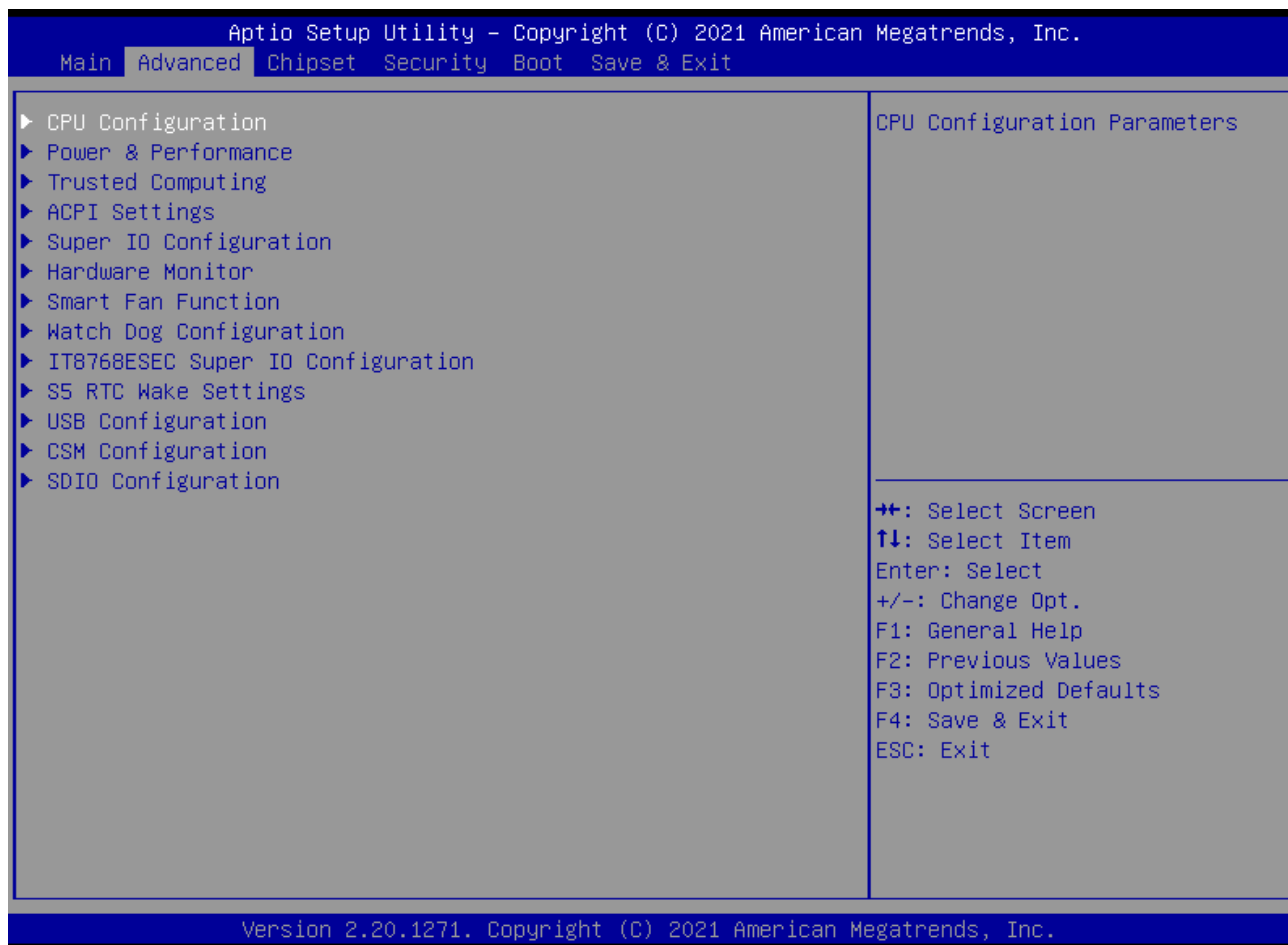 Aptio Setup Utility – Copyright (C) 2021 American Megatrends, Inc.
Main Advanced Chipset Security Boot Save & Exit
▶ CPU Configuration
▶ Power & Performance
▶ Trusted Computing
▶ ACPI Settings
▶ Super IO Configuration
▶ Hardware Monitor
▶ Smart Fan Function
▶ Watch Dog Configuration
▶ IT8768ESEC Super IO Configuration
▶ S5 RTC Wake Settings
▶ USB Configuration
▶ CSM Configuration
▶ SDIO Configuration
CPU Configuration Parameters
→←: Select Screen
↑↓: Select Item
Enter: Select
+/-: Change Opt.
F1: General Help
F2: Previous Values
F3: Optimized Defaults
F4: Save & Exit
ESC: Exit
Version 2.20.1271. Copyright (C) 2021 American Megatrends, Inc.